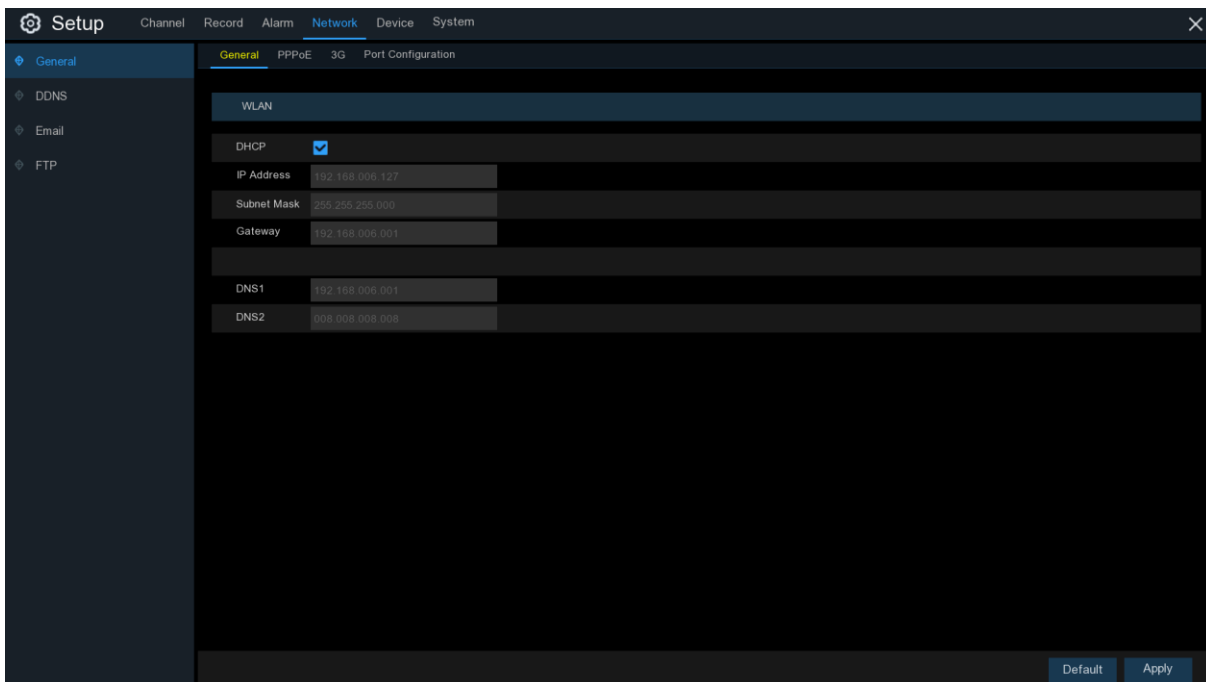 Setup Channel Record Alarm Network Device System
General PPPoE 3G Port Configuration
General
DDNS
Email
FTP
WLAN
DHCP
IP Address 192.168.006.127
Subnet Mask 255.255.255.000
Gateway 192.168.006.001
DNS1 192.168.006.001
DNS2 008.008.008.008
Default Apply